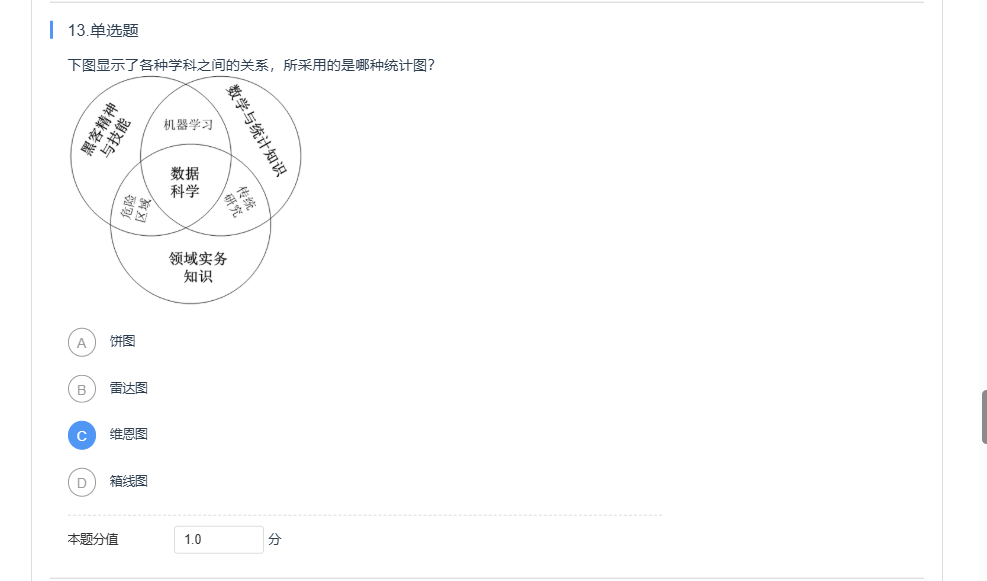 13.单选题
下图显示了各种学科之间的关系，所采用的是哪种统计图?
黑客精神
与技能
数学与统计知识
机器学习
数据
科学
危险
区域
传统
研究
领域实务
知识
A 饼图
B 雷达图
C 维恩图
D 箱线图
本题分值 1.0 分